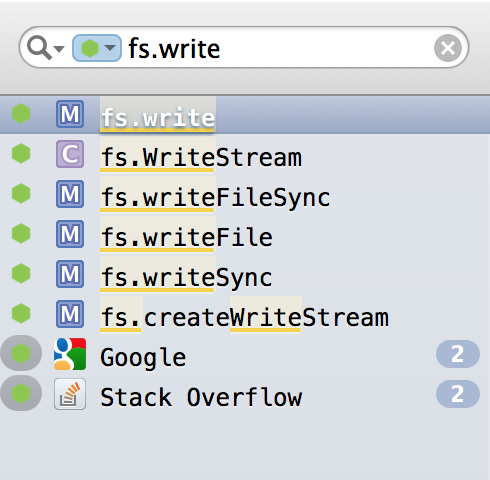 fs.write
M fs.write
C fs.WriteStream
M fs.writeFileSync
M fs.writeFile
M fs.writeSync
M fs.createWriteStream
g Google 2
Stack Overflow 2